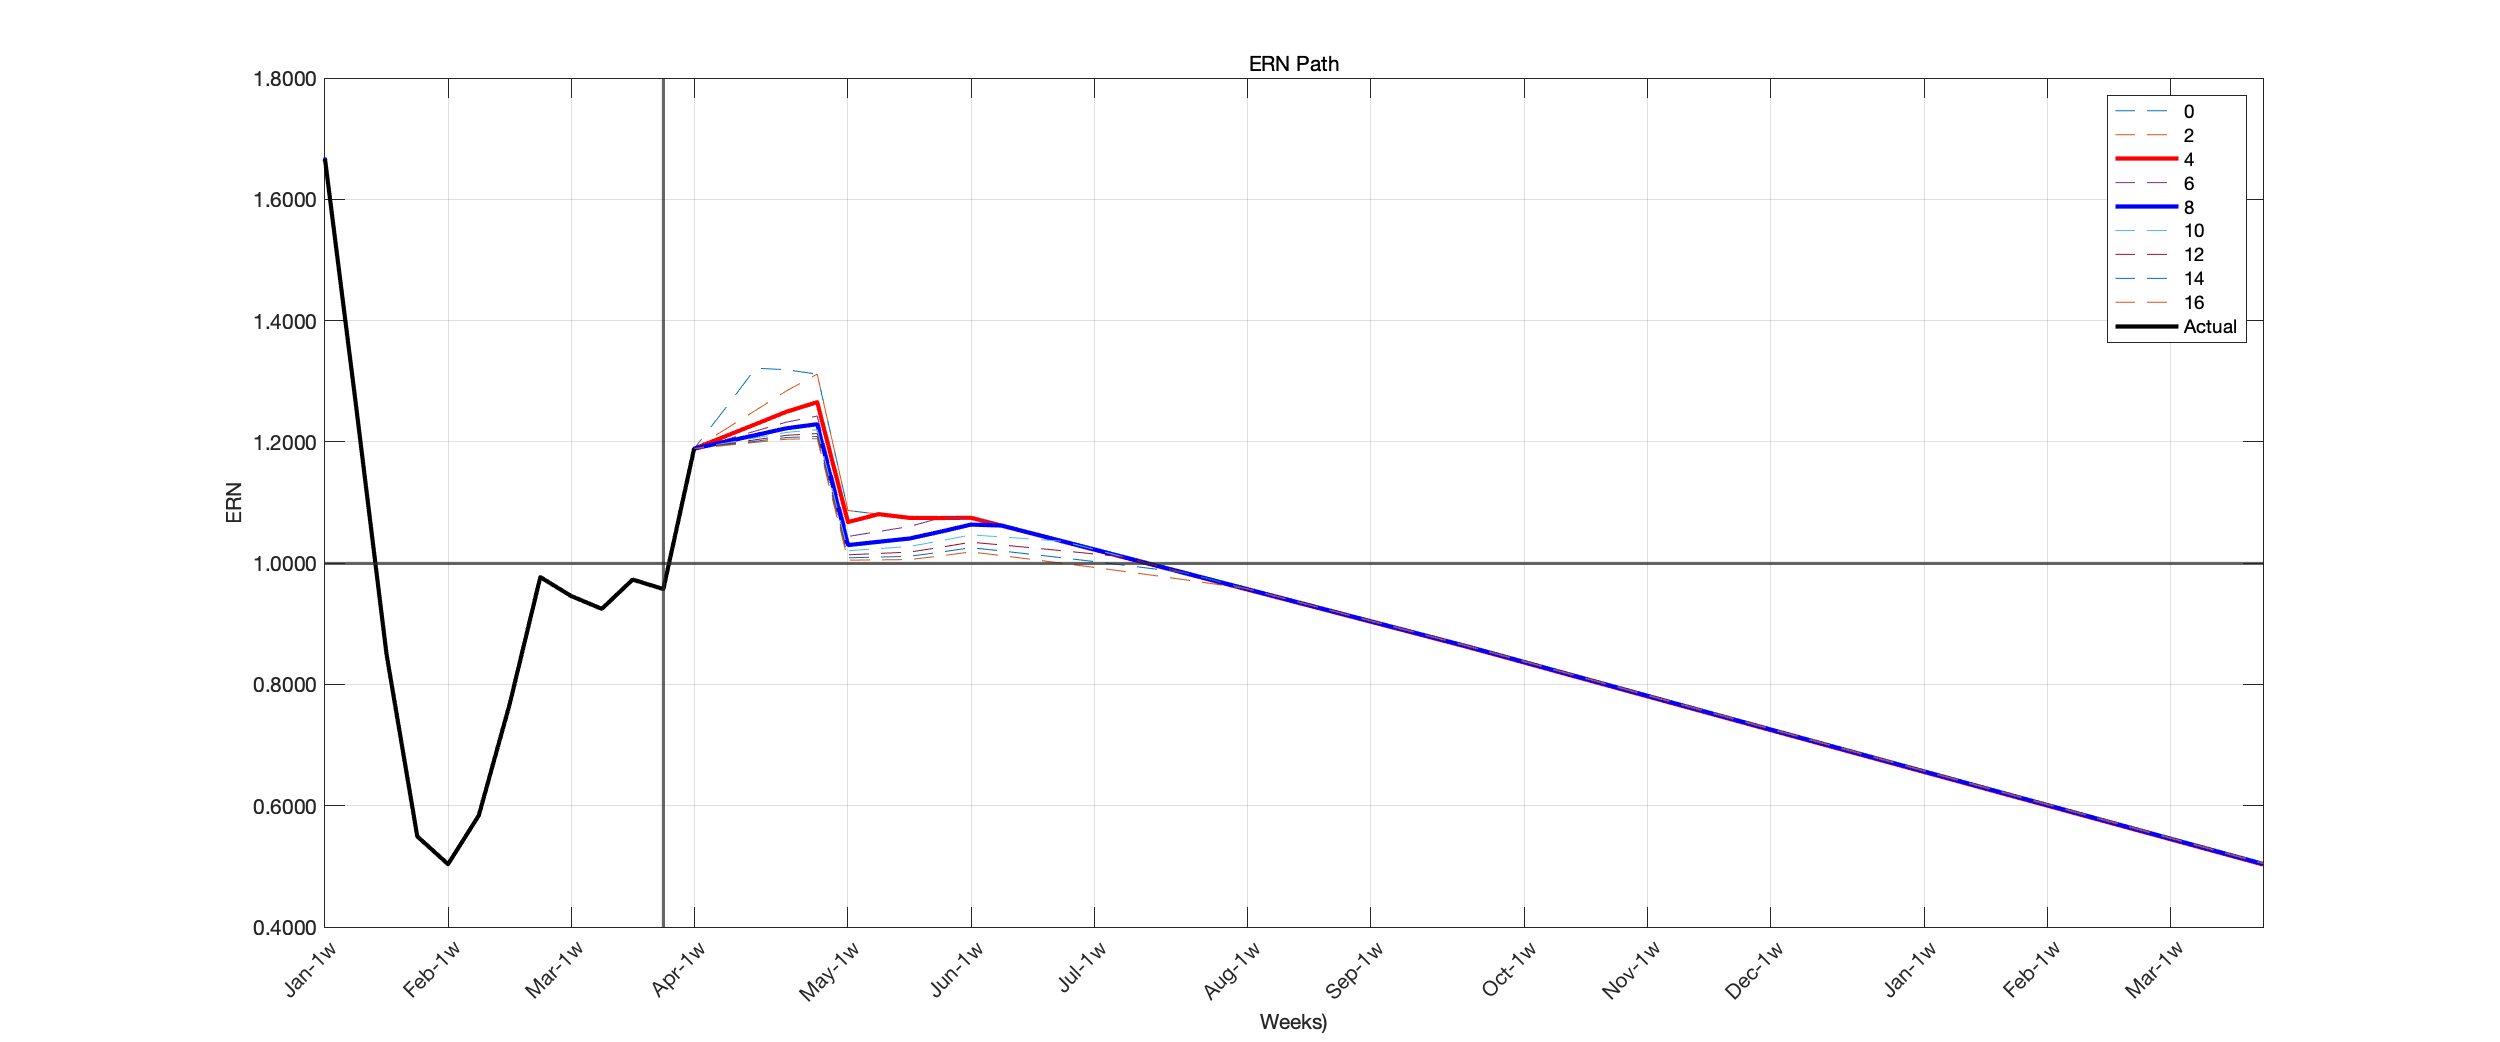 ERN Path
1.8000
1.6000
1.4000
1.2000
1.0000
0.8000
0.6000
0.4000
ERN
0
2
4
6
8
10
12
14
16
Actual
Jan-1w
Feb-1w
Mar-1w
Apr-1w
May-1w
Jun-1w
Jul-1w
Aug-1w
Sep-1w
Oct-1w
Nov-1w
Dec-1w
Jan-1w
Feb-1w
Mar-1w
Weeks)